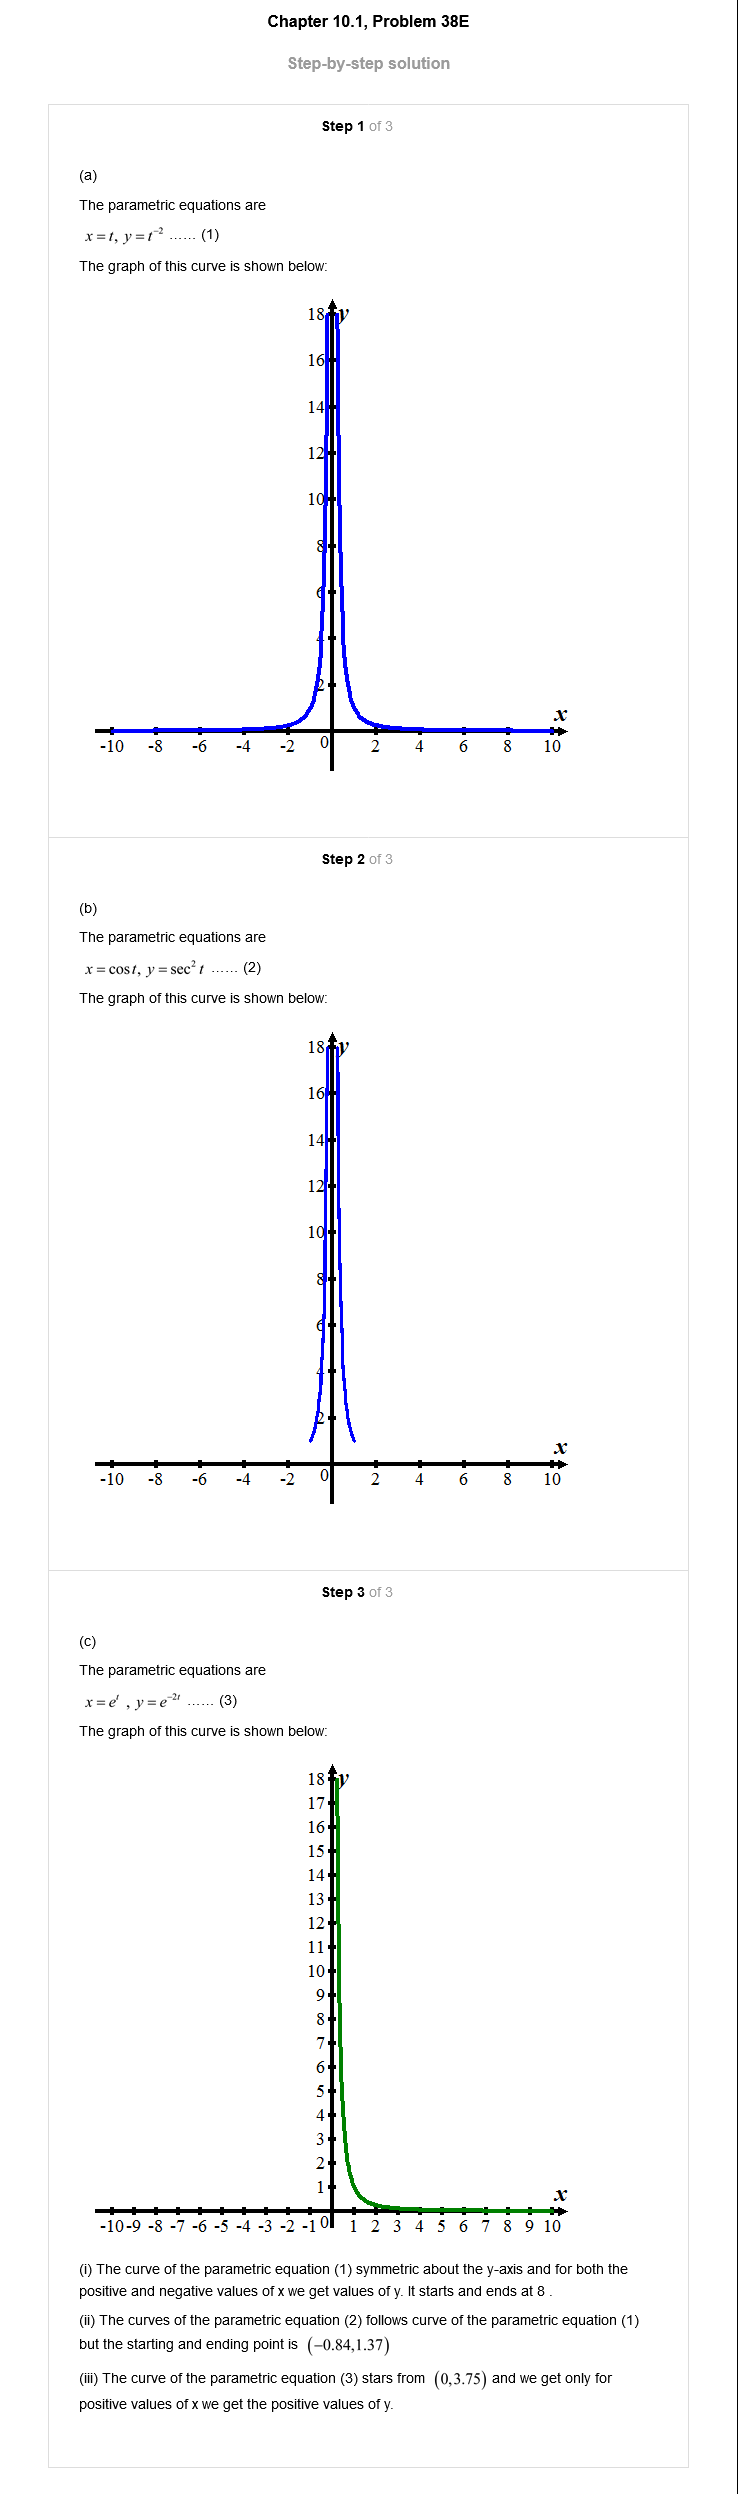 Chapter 10.1, Problem 38E
Step-by-step solution
Step 1 of 3
(a)
The parametric equations are
x = t, y = t⁻² ...... (1)
The graph of this curve is shown below:
y
18
16
14
12
10
8
6
4
2
x
-10 -8 -6 -4 -2 0 2 4 6 8 10
Step 2 of 3
(b)
The parametric equations are
x = cos t, y = sec² t ...... (2)
The graph of this curve is shown below:
y
18
16
14
12
10
8
6
4
2
x
-10 -8 -6 -4 -2 0 2 4 6 8 10
Step 3 of 3
(c)
The parametric equations are
x = eᵗ , y = e⁻²ᵗ ...... (3)
The graph of this curve is shown below:
y
18
17
16
15
14
13
12
11
10
9
8
7
6
5
4
3
2
1
x
-10 -9 -8 -7 -6 -5 -4 -3 -2 -1 0 1 2 3 4 5 6 7 8 9 10
(i) The curve of the parametric equation (1) symmetric about the y-axis and for both the
positive and negative values of x we get values of y. It starts and ends at 8 .
(ii) The curves of the parametric equation (2) follows curve of the parametric equation (1)
but the starting and ending point is (−0.84,1.37)
(iii) The curve of the parametric equation (3) stars from (0,3.75) and we get only for
positive values of x we get the positive values of y.